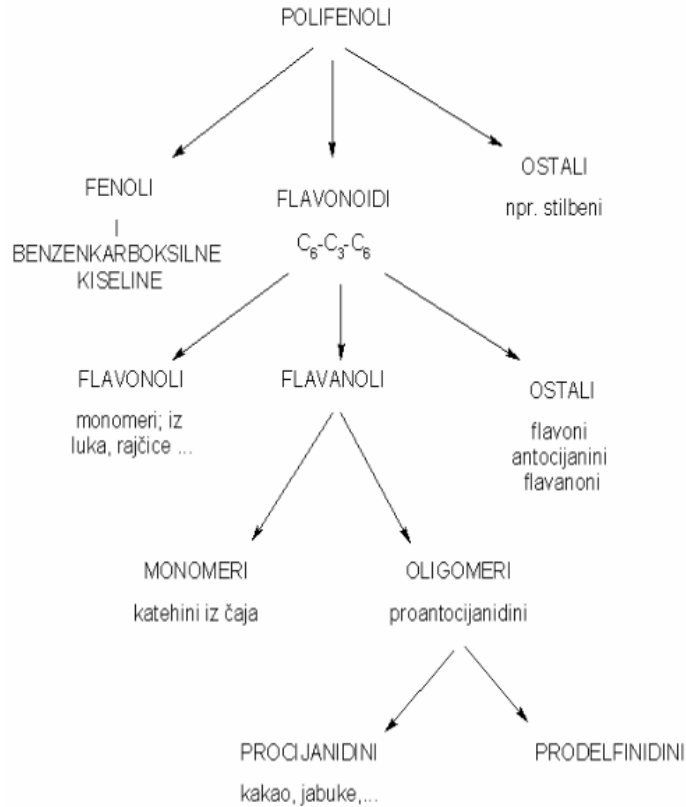 POLIFENOLI
FENOLI
I
BENZENKARBOKSILNE
KISELINE
FLAVONOIDI
C₆-C₃-C₆
OSTALI
npr. stilbeni
FLAVONOLI
monomeri; iz
luka, rajčice ...
FLAVANOLI
OSTALI
flavoni
antocijanini
flavanoni
MONOMERI
katehini iz čaja
OLIGOMERI
proantocijanidini
PROCIJANIDINI
kakao, jabuke,...
PRODELFINIDINI